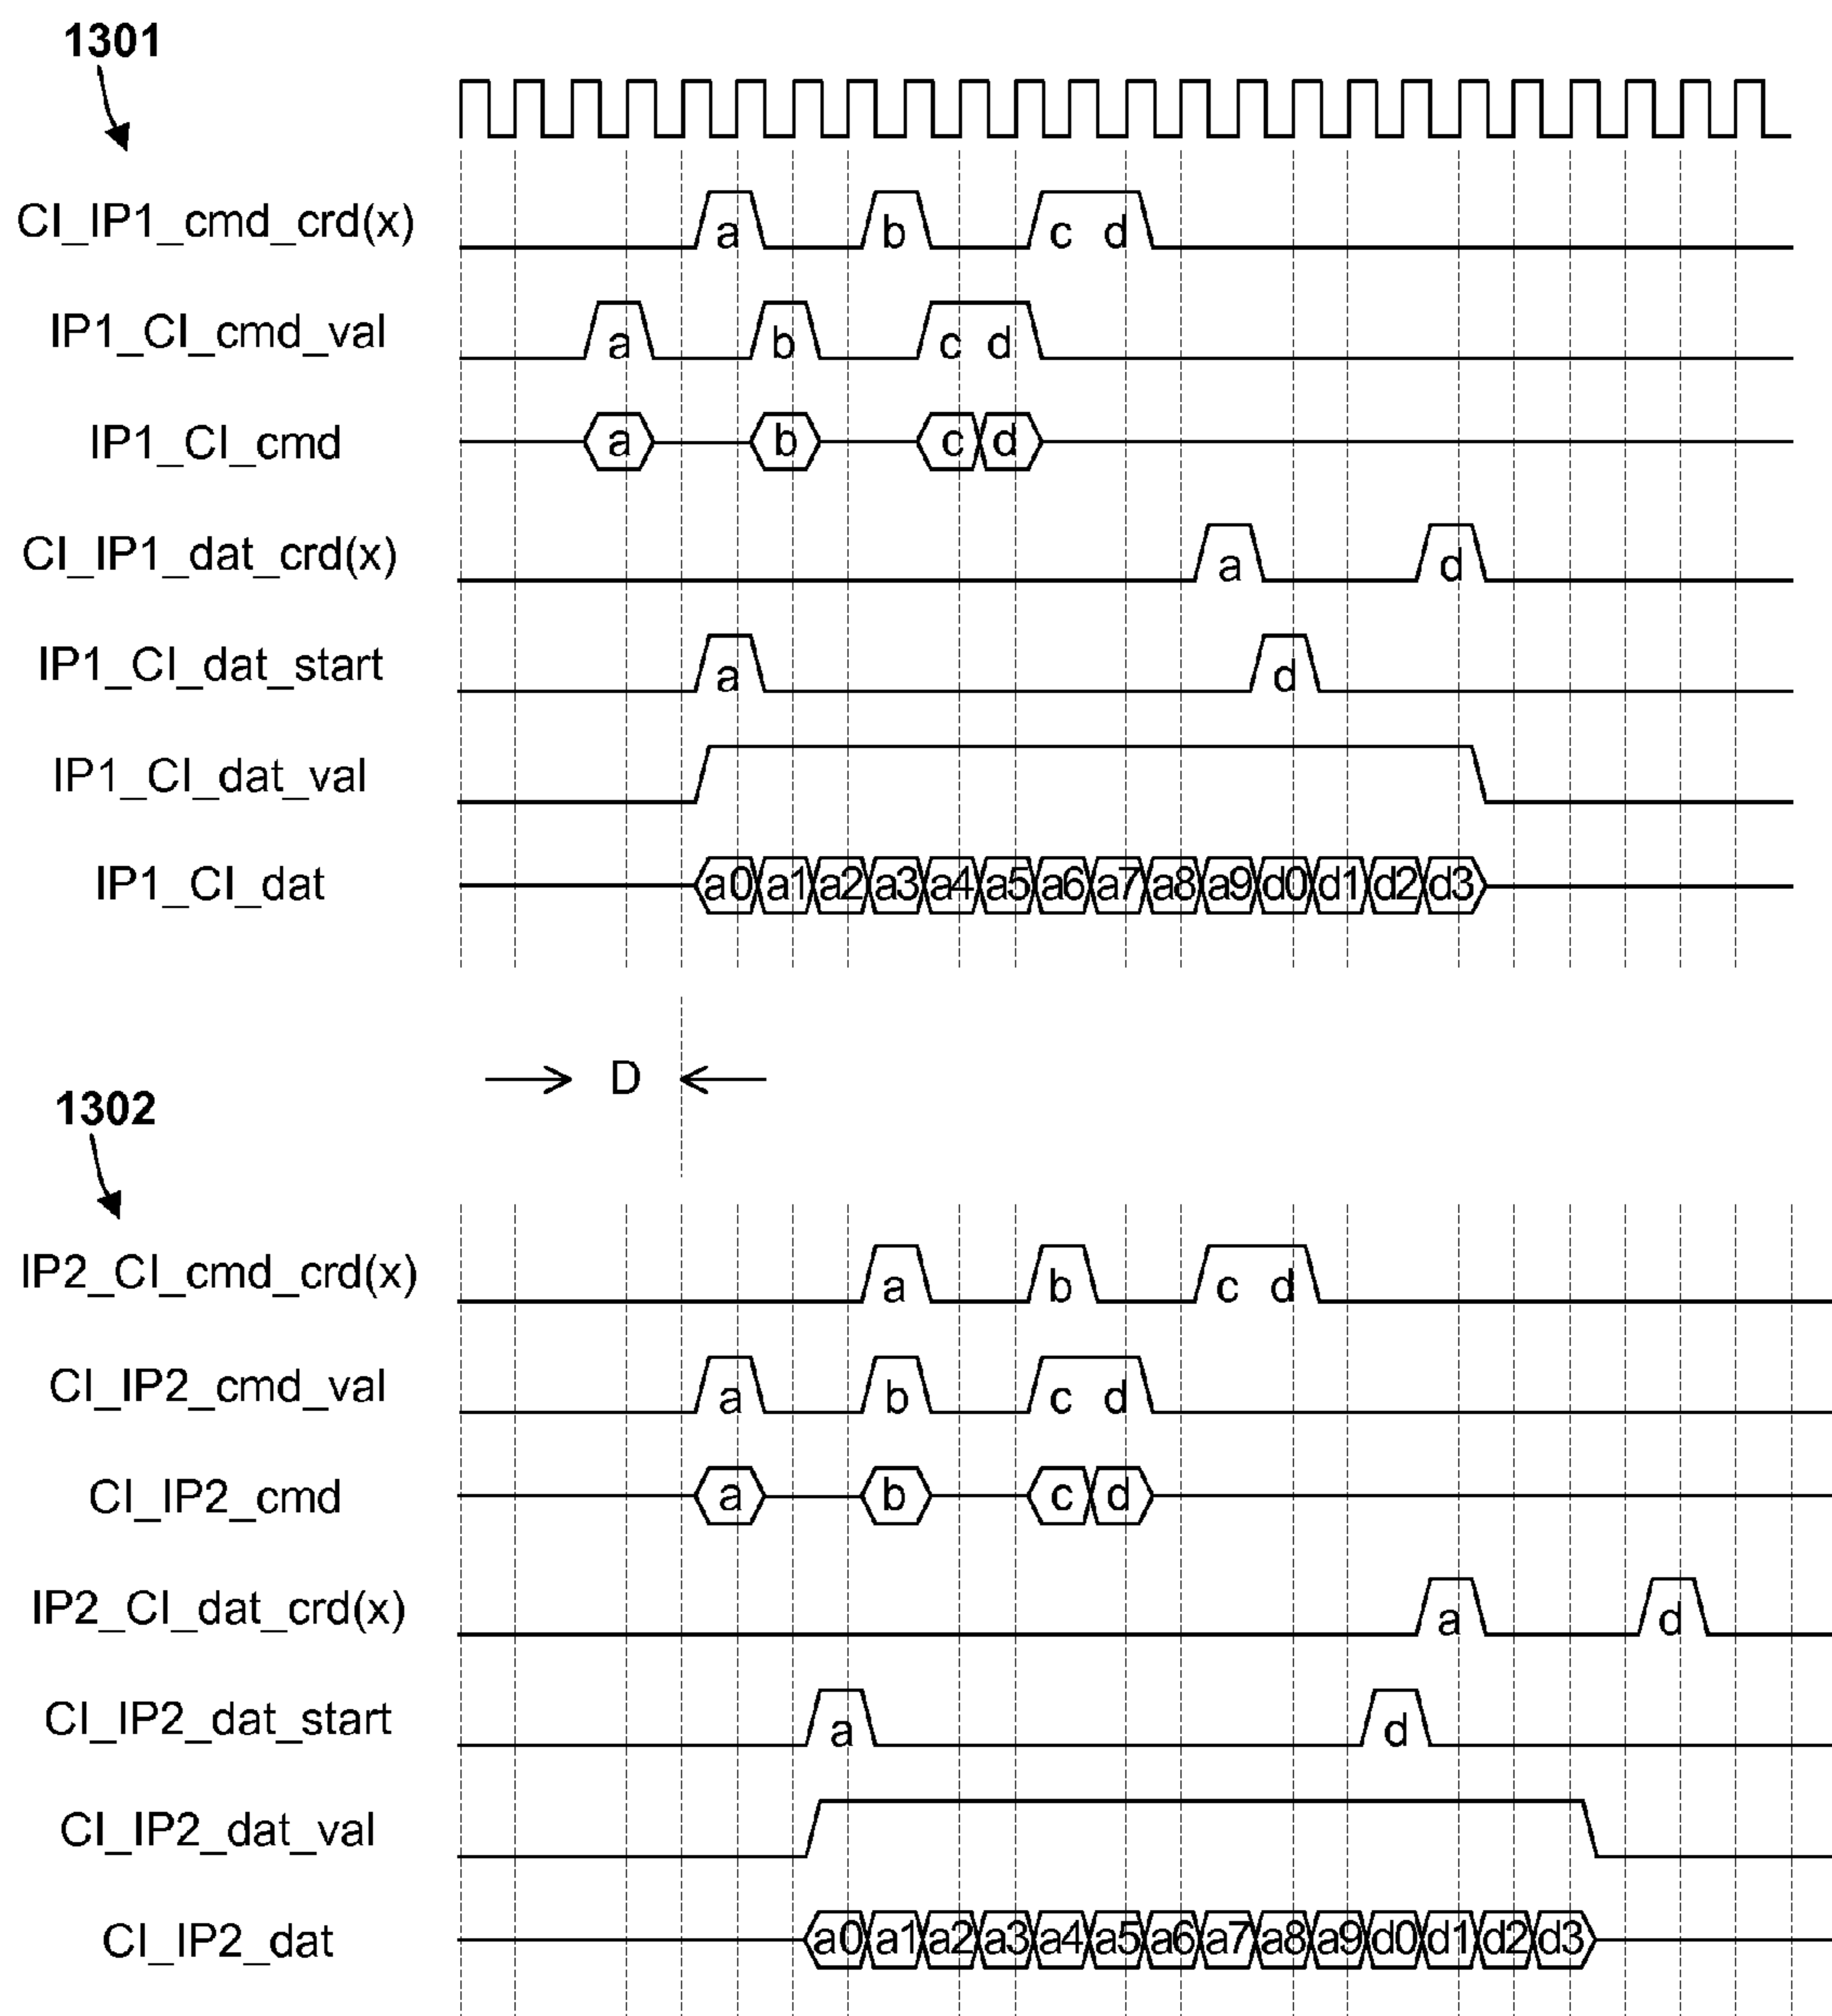 1301
CI_IP1_cmd_crd(x) a b c d
IP1_CI_cmd_val a b c d
IP1_CI_cmd a b c d
CI_IP1_dat_crd(x) a d
IP1_CI_dat_start a d
IP1_CI_dat_val
IP1_CI_dat a0 a1 a2 a3 a4 a5 a6 a7 a8 a9 d0 d1 d2 d3
D
1302
IP2_CI_cmd_crd(x) a b c d
CI_IP2_cmd_val a b c d
CI_IP2_cmd a b c d
IP2_CI_dat_crd(x) a d
CI_IP2_dat_start a d
CI_IP2_dat_val
CI_IP2_dat a0 a1 a2 a3 a4 a5 a6 a7 a8 a9 d0 d1 d2 d3